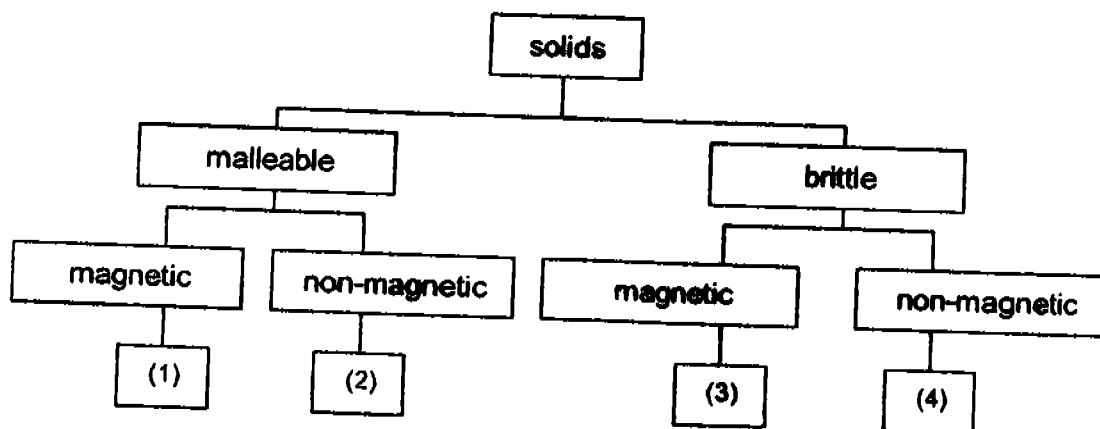 solids
malleable
brittle
magnetic
non-magnetic
magnetic
non-magnetic
(1)
(2)
(3)
(4)